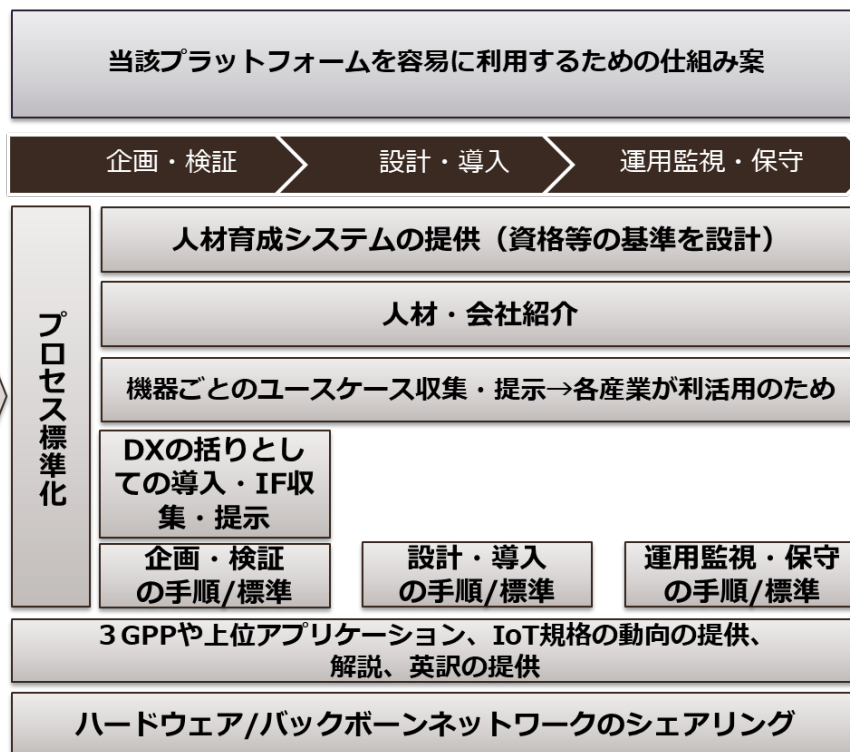 当該プラットフォームを容易に利用するための仕組み案
企画・検証
設計・導入
運用監視・保守
プロセス標準化
人材育成システムの提供（資格等の基準を設計）
人材・会社紹介
機器ごとのユースケース収集・提示→各産業が利活用のため
DXの括りとし
ての導入・IF収
集・提示
企画・検証
の手順/標準
設計・導入
の手順/標準
運用監視・保守
の手順/標準
３GPPや上位アプリケーション、IoT規格の動向の提供、
解説、英訳の提供
ハードウェア/バックボーンネットワークのシェアリング